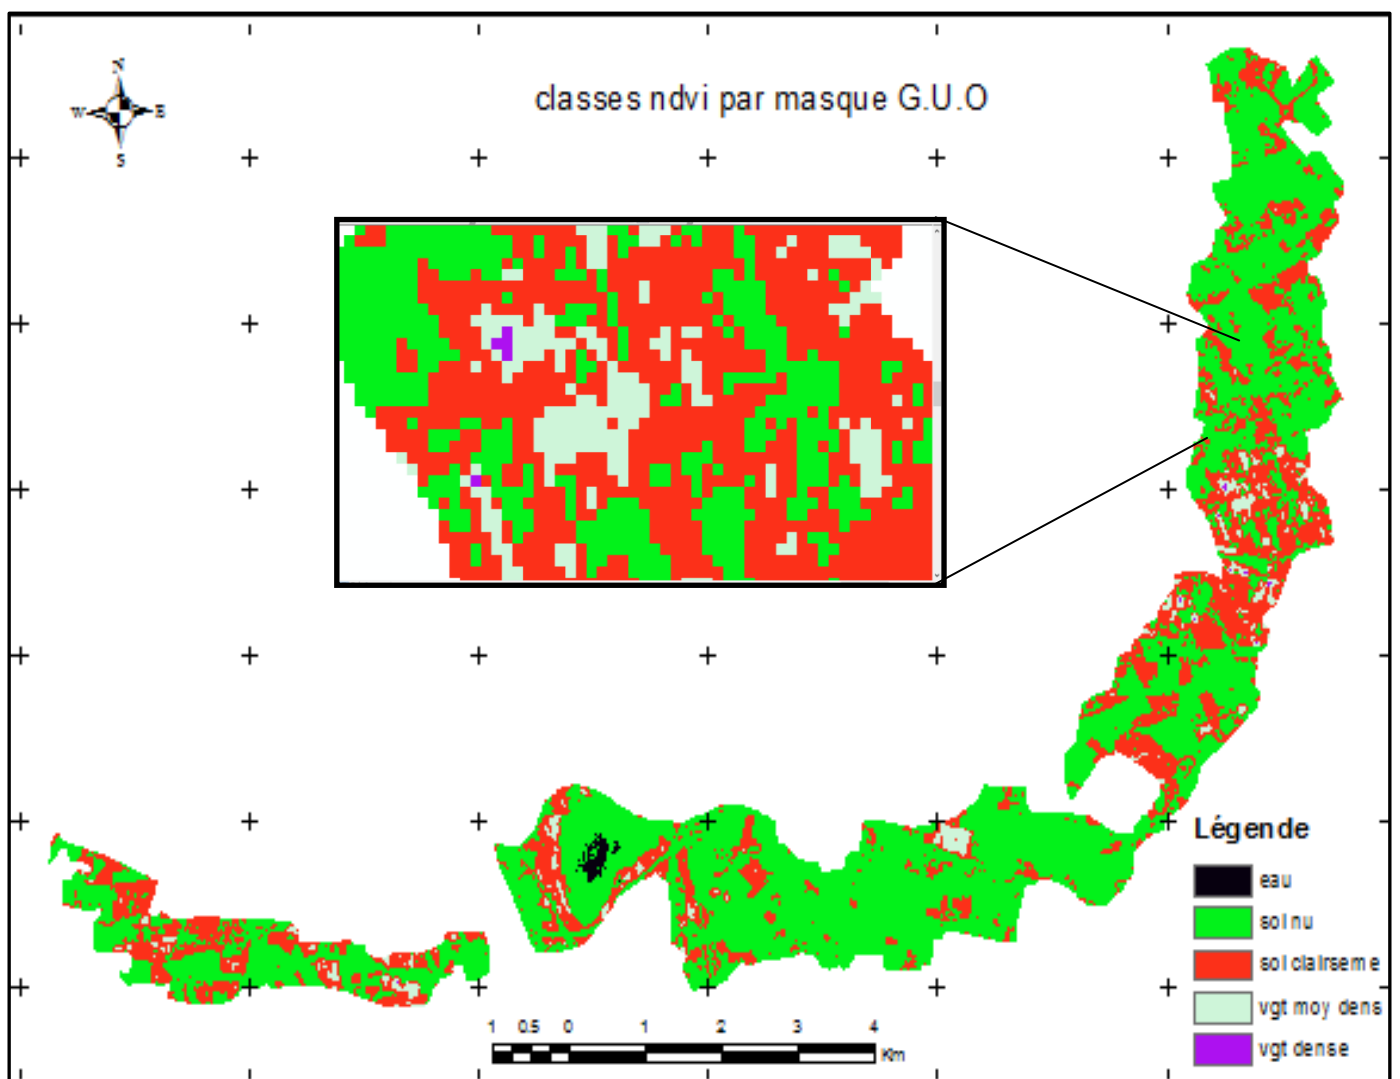 N
W E
S
classes ndvi par masque G.U.O
Légende
eau
sol nu
sol clairseme
vgt moy dens
vgt dense
1 0.5 0 1 2 3 4
Km